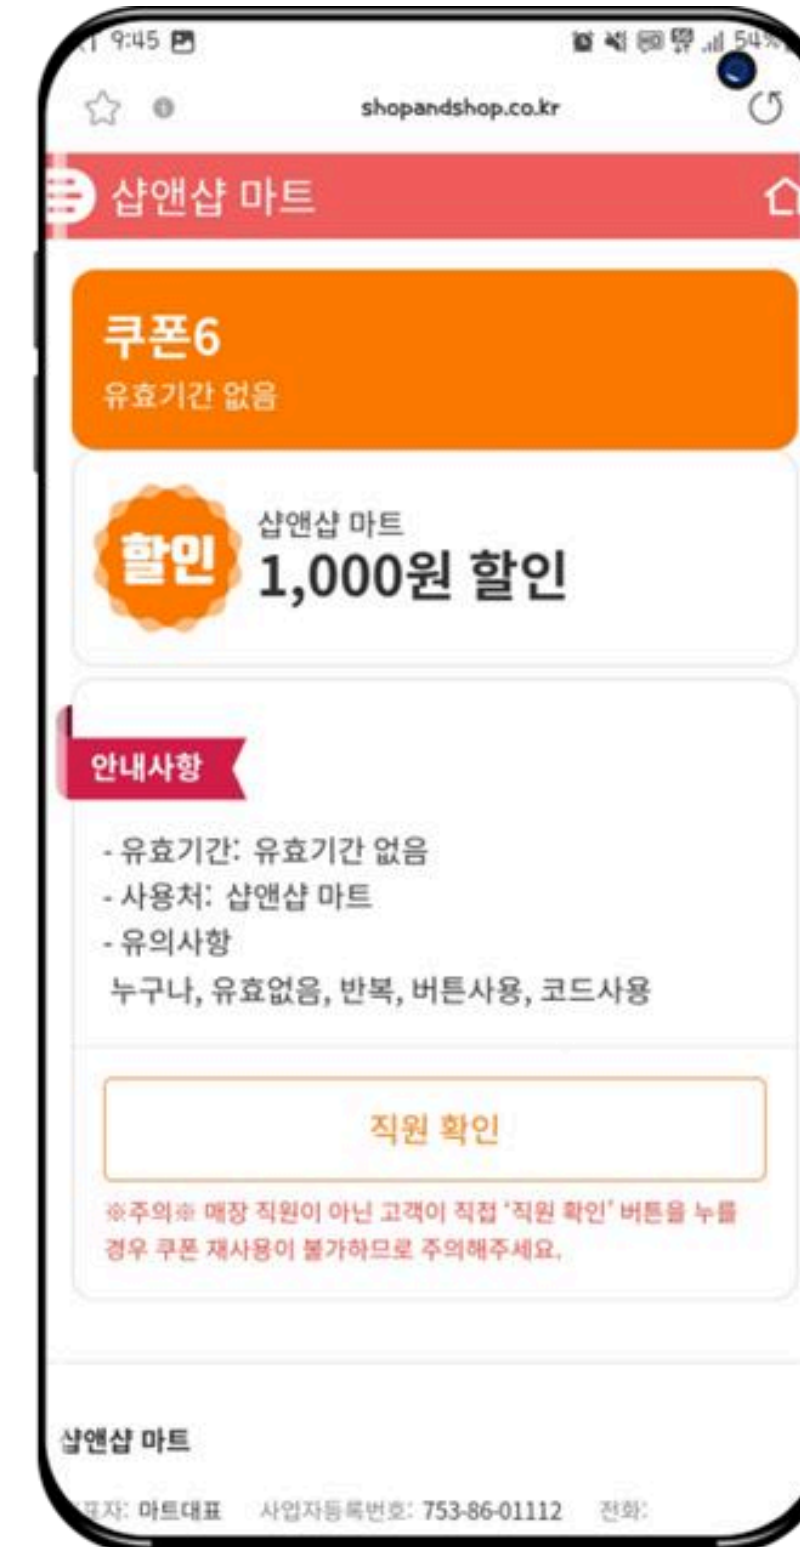 9:45
54%
shopandshop.co.kr
샵앤샵 마트
쿠폰6
유효기간 없음
할인
샵앤샵 마트
1,000원 할인
안내사항
- 유효기간: 유효기간 없음
- 사용처: 샵앤샵 마트
- 유의사항
누구나, 유효없음, 반복, 버튼사용, 코드사용
직원 확인
※주의※ 매장 직원이 아닌 고객이 직접 '직원 확인' 버튼을 누를
경우 쿠폰 재사용이 불가하므로 주의해주세요.
샵앤샵 마트
표자: 마트대표 사업자등록번호: 753-86-01112 전화: